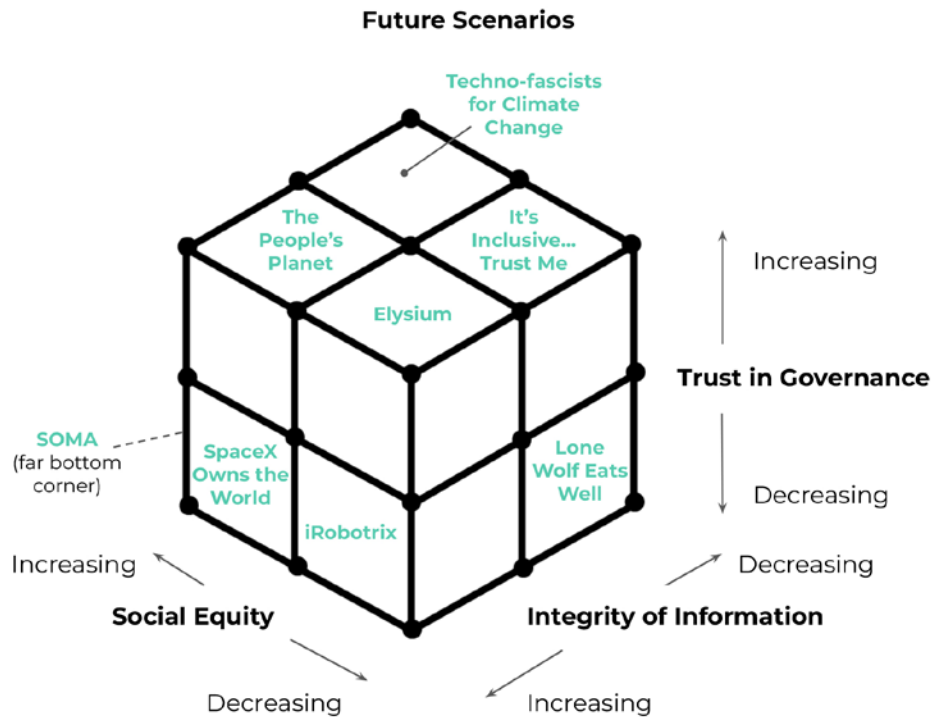 Future Scenarios
Techno-fascists
for Climate
Change
The
People's
Planet
It's
Inclusive...
Trust Me
Elysium
Increasing
Trust in Governance
Decreasing
SOMA
(far bottom
corner)
SpaceX
Owns the
World
iRobotrix
Lone
Wolf Eats
Well
Increasing
Social Equity
Decreasing
Decreasing
Integrity of Information
Increasing